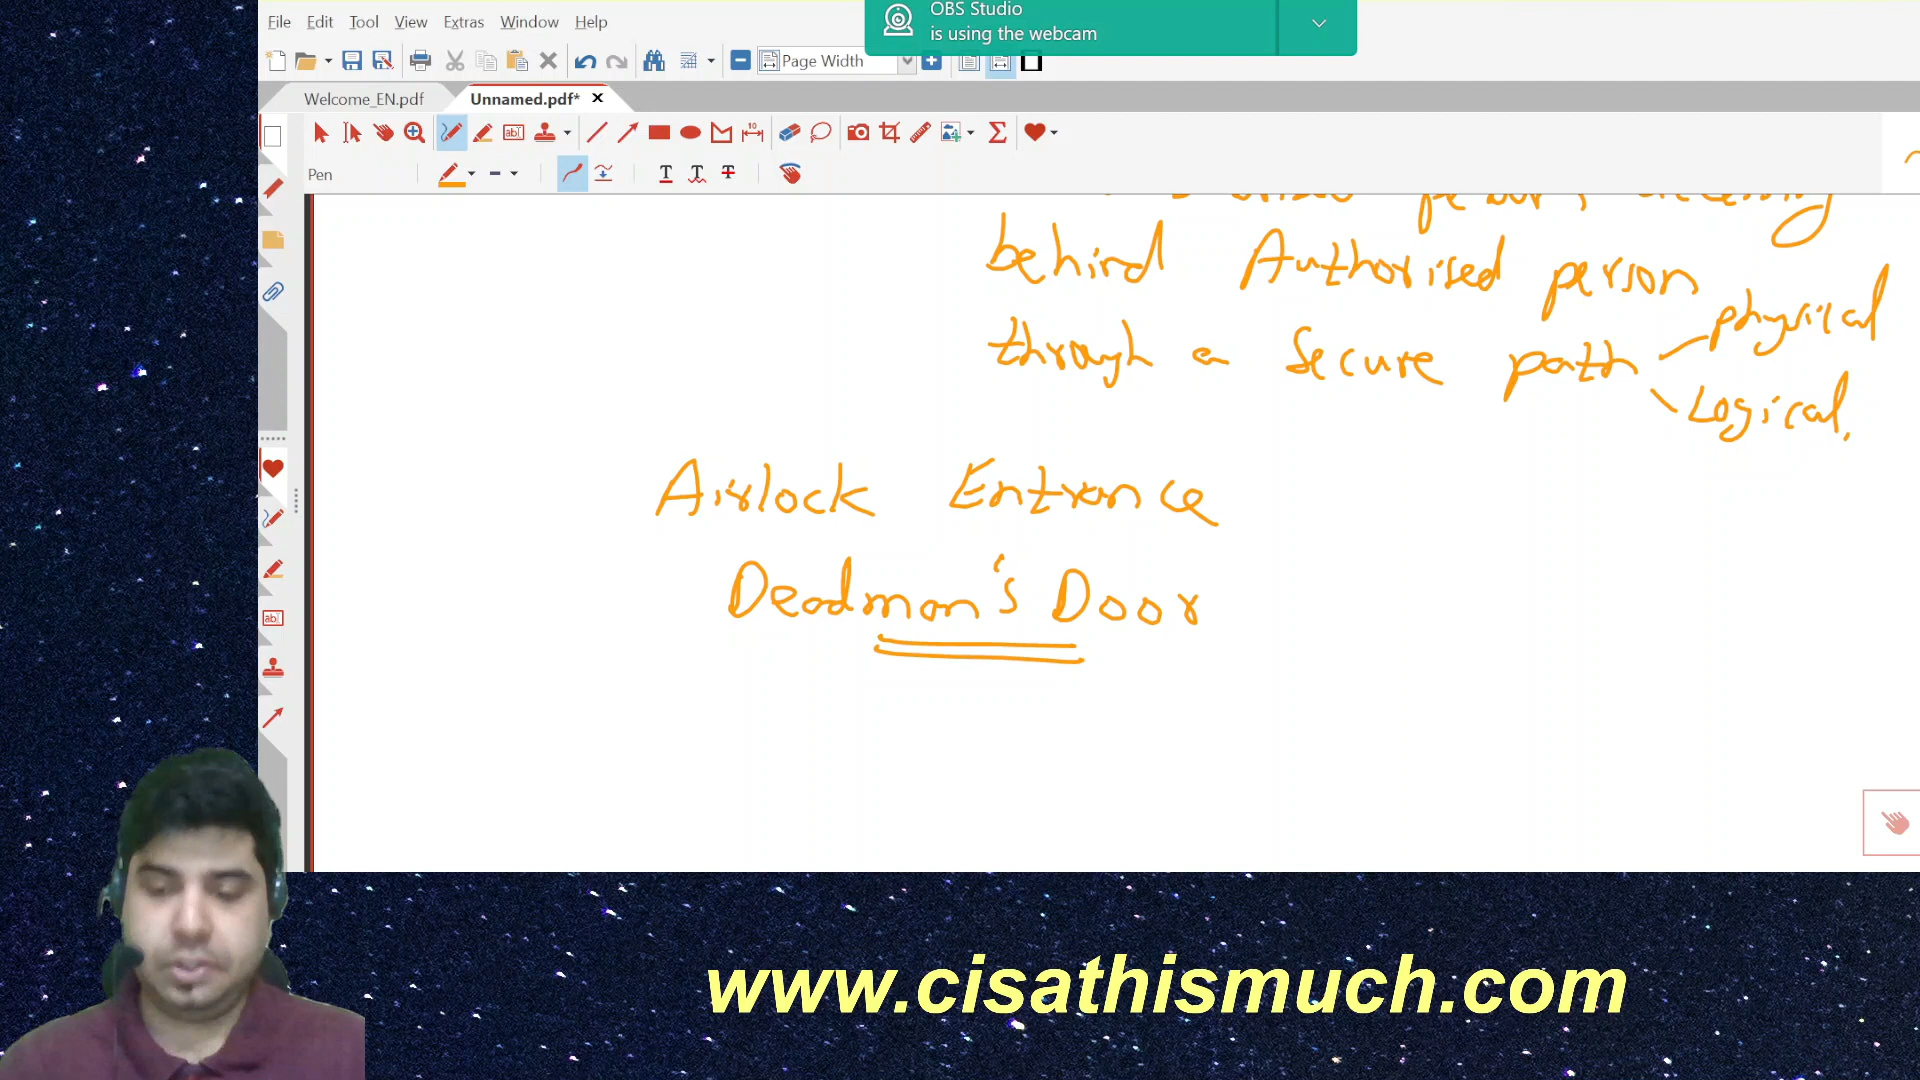 File Edit Tool View Extras Window Help
OBS Studio
is using the webcam
Page Width
Welcome_EN.pdf Unnamed.pdf*
Pen
behind Authorised person
through a secure path physical
Logical.
Airlock Entrance
Deadman's Door
www.cisathismuch.com